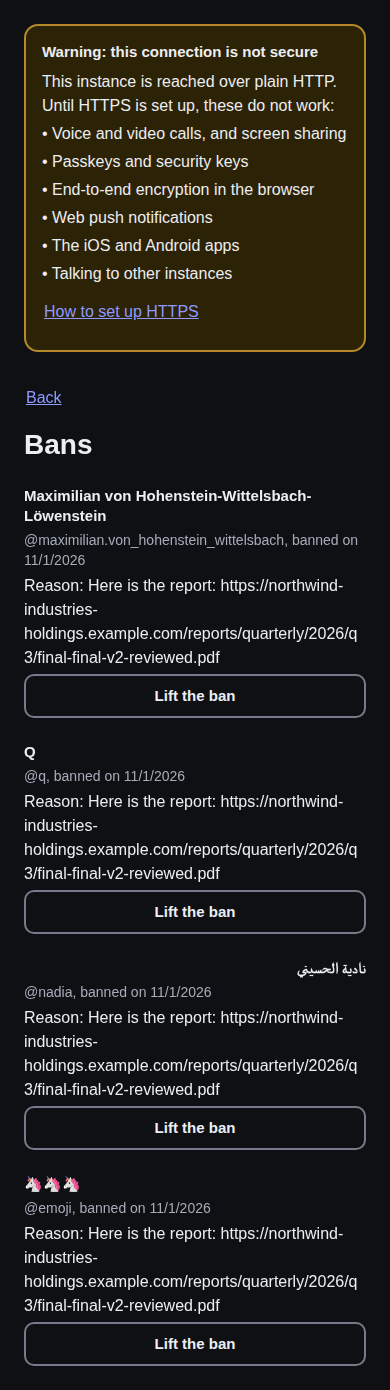 Warning: this connection is not secure
This instance is reached over plain HTTP.
Until HTTPS is set up, these do not work:
• Voice and video calls, and screen sharing
• Passkeys and security keys
• End-to-end encryption in the browser
• Web push notifications
• The iOS and Android apps
• Talking to other instances
How to set up HTTPS
Back
Bans
Maximilian von Hohenstein-Wittelsbach-
Löwenstein
@maximilian.von_hohenstein_wittelsbach, banned on
11/1/2026
Reason: Here is the report: https://northwind-
industries-
holdings.example.com/reports/quarterly/2026/q
3/final-final-v2-reviewed.pdf
Lift the ban
Q
@q, banned on 11/1/2026
Reason: Here is the report: https://northwind-
industries-
holdings.example.com/reports/quarterly/2026/q
3/final-final-v2-reviewed.pdf
Lift the ban
نادية الحسيني
@nadia, banned on 11/1/2026
Reason: Here is the report: https://northwind-
industries-
holdings.example.com/reports/quarterly/2026/q
3/final-final-v2-reviewed.pdf
Lift the ban
🦄🦄🦄
@emoji, banned on 11/1/2026
Reason: Here is the report: https://northwind-
industries-
holdings.example.com/reports/quarterly/2026/q
3/final-final-v2-reviewed.pdf
Lift the ban